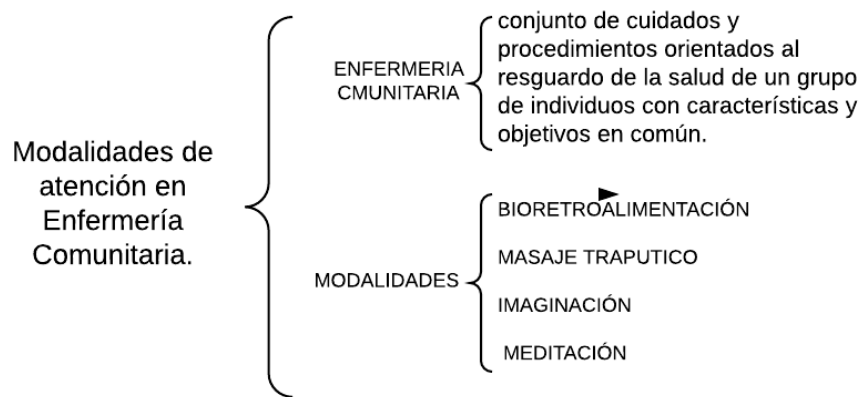 Modalidades de
atención en
Enfermería
Comunitaria.
ENFERMERIA
CMUNITARIA
conjunto de cuidados y
procedimientos orientados al
resguardo de la salud de un grupo
de individuos con características y
objetivos en común.
MODALIDADES
BIORETROALIMENTACIÓN
MASAJE TRAPUTICO
IMAGINACIÓN
MEDITACIÓN